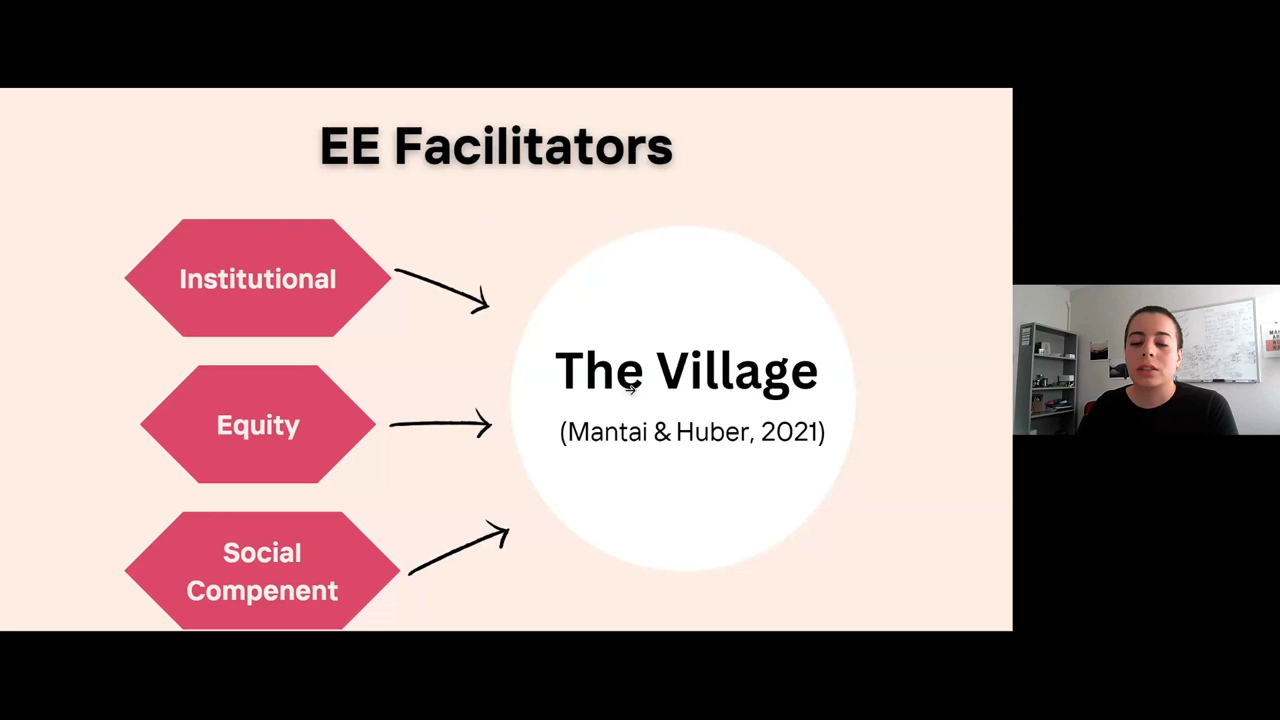 EE Facilitators
Institutional
Equity
Social
Compenent
The Village
(Mantai & Huber, 2021)